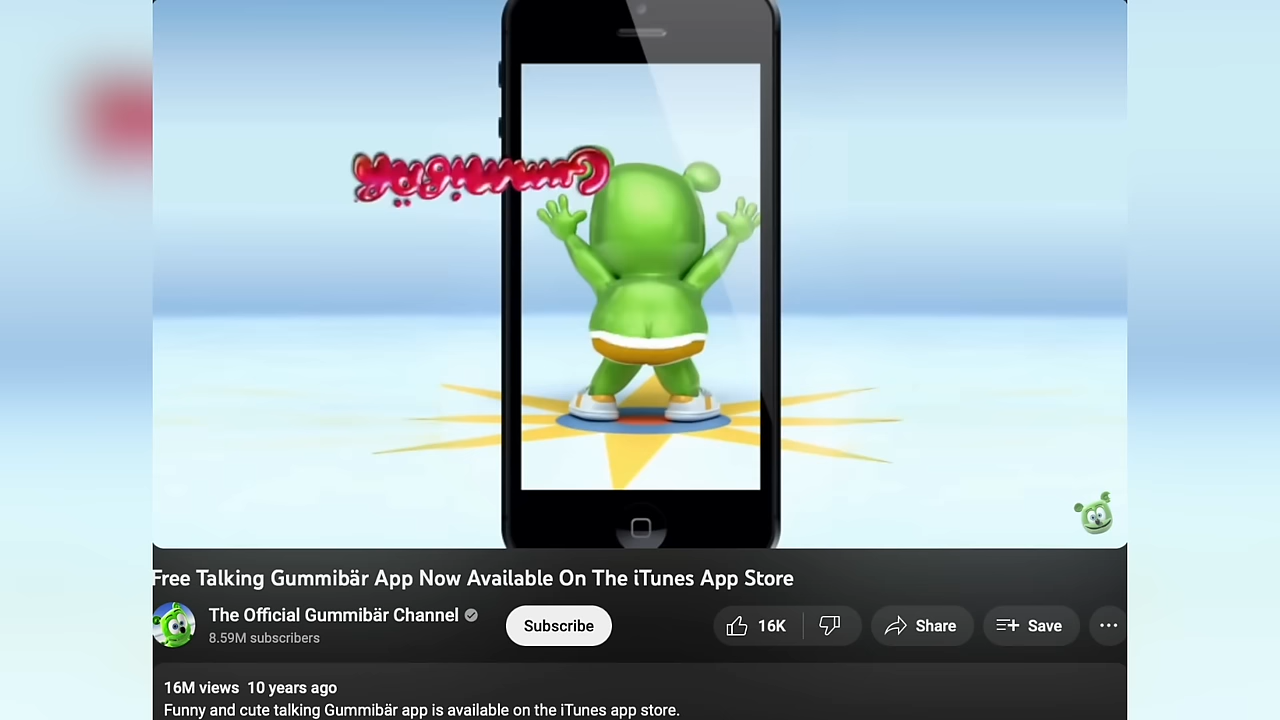 Free Talking Gummibär App Now Available On The iTunes App Store
The Official Gummibär Channel
8.59M subscribers
Subscribe
16K
Share
Save
16M views 10 years ago
Funny and cute talking Gummibär app is available on the iTunes app store.